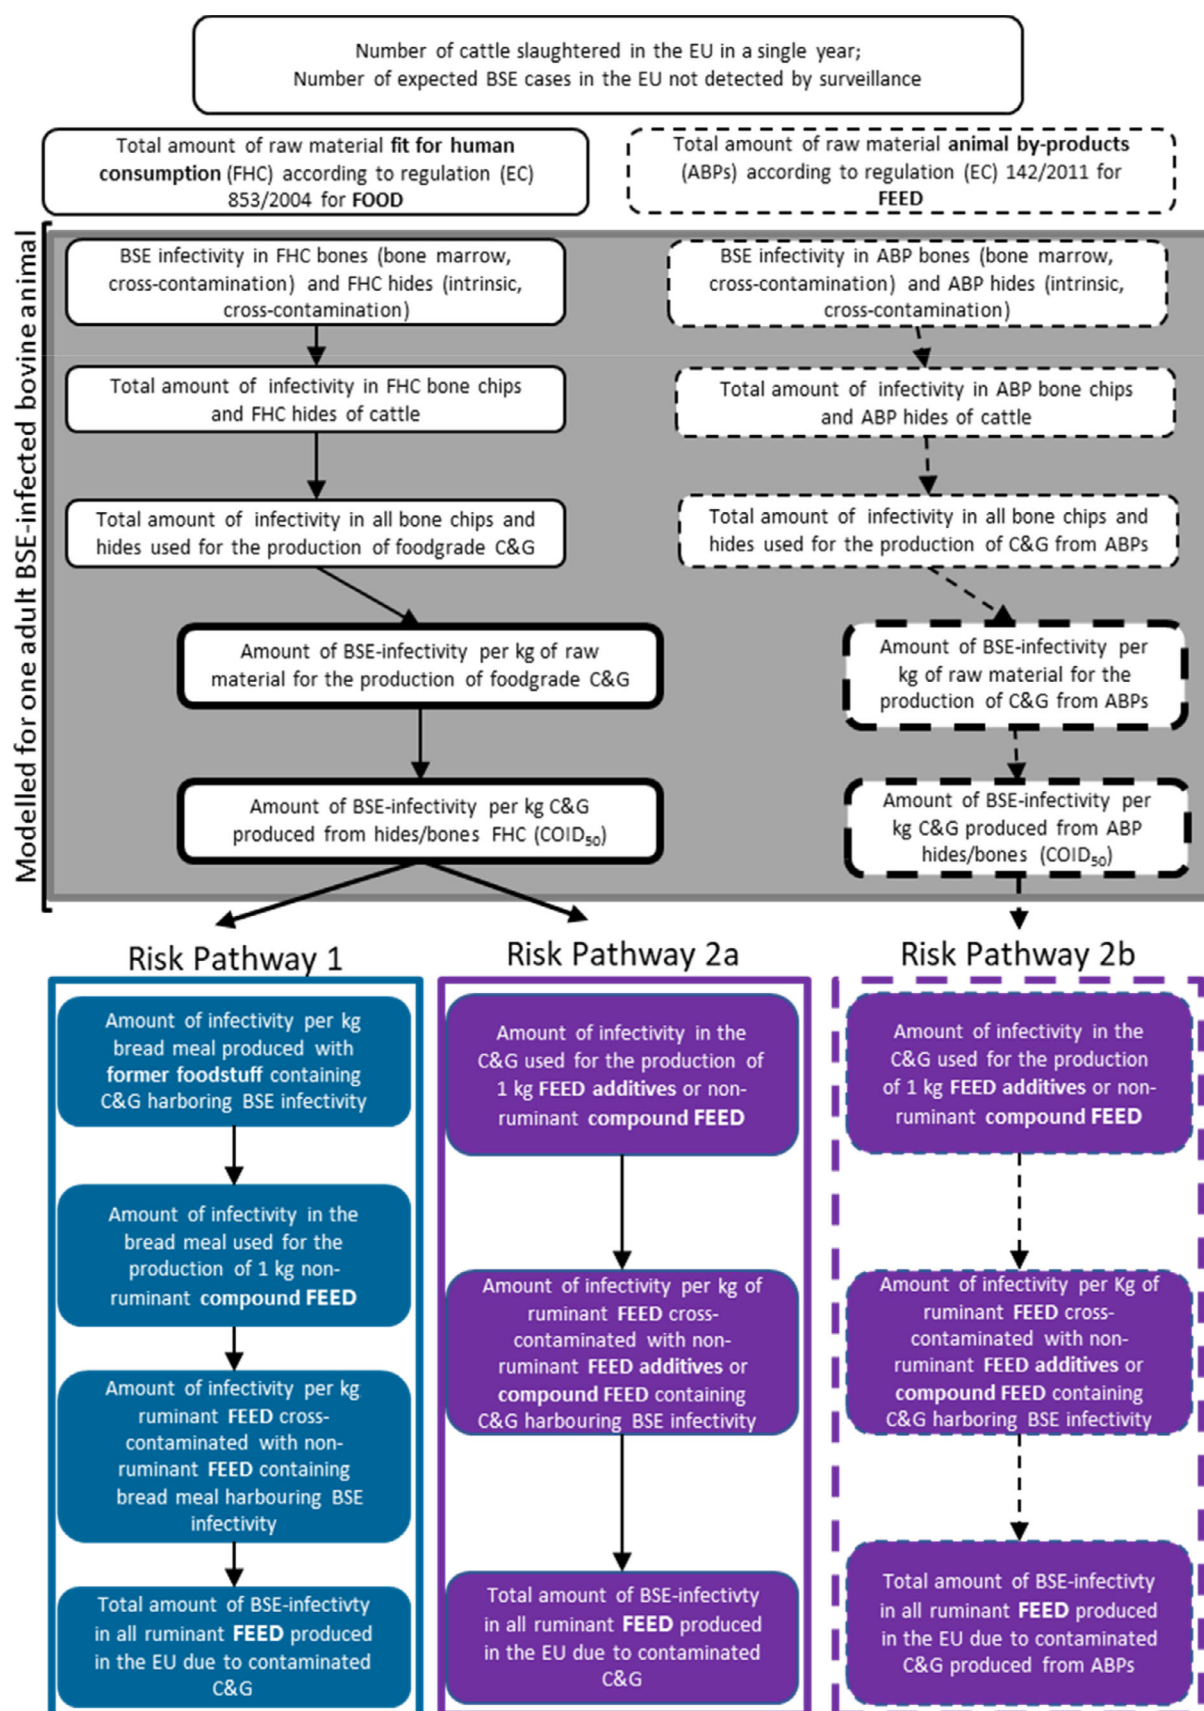 Number of cattle slaughtered in the EU in a single year;
Number of expected BSE cases in the EU not detected by surveillance
Total amount of raw material fit for human
consumption (FHC) according to regulation (EC)
853/2004 for FOOD
Total amount of raw material animal by-products
(ABPs) according to regulation (EC) 142/2011 for
FEED
Modelled for one adult BSE-infected bovine animal
BSE infectivity in FHC bones (bone marrow,
cross-contamination) and FHC hides (intrinsic,
cross-contamination)
BSE infectivity in ABP bones (bone marrow,
cross-contamination) and ABP hides (intrinsic,
cross-contamination)
Total amount of infectivity in FHC bone chips
and FHC hides of cattle
Total amount of infectivity in ABP bone chips
and ABP hides of cattle
Total amount of infectivity in all bone chips and
hides used for the production of foodgrade C&G
Total amount of infectivity in all bone chips and
hides used for the production of C&G from ABPs
Amount of BSE-infectivity per kg of raw
material for the production of foodgrade C&G
Amount of BSE-infectivity per
kg of raw material for the
production of C&G from ABPs
Amount of BSE-infectivity per kg C&G
produced from hides/bones FHC (COID₅₀)
Amount of BSE-infectivity per
kg C&G produced from ABP
hides/bones (COID₅₀)
Risk Pathway 1
Amount of infectivity per kg
bread meal produced with
former foodstuff containing
C&G harboring BSE infectivity
Amount of infectivity in the
bread meal used for the
production of 1 kg non-
ruminant compound FEED
Amount of infectivity per kg
ruminant FEED cross-
contaminated with non-
ruminant FEED containing
bread meal harbouring BSE
infectivity
Total amount of BSE-infectivty
in all ruminant FEED produced
in the EU due to contaminated
C&G
Risk Pathway 2a
Amount of infectivity in the
C&G used for the production of
1 kg FEED additives or non-
ruminant compound FEED
Amount of infectivity per kg of
ruminant FEED cross-
contaminated with non-
ruminant FEED additives or
compound FEED containing
C&G harbouring BSE infectivity
Total amount of BSE-infectivty
in all ruminant FEED produced
in the EU due to contaminated
C&G
Risk Pathway 2b
Amount of infectivity in the
C&G used for the production
of 1 kg FEED additives or non-
ruminant compound FEED
Amount of infectivity per Kg of
ruminant FEED cross-
contaminated with non-
ruminant FEED additives or
compound FEED containing
C&G harboring BSE infectivity
Total amount of BSE-infectivty
in all ruminant FEED produced
in the EU due to contaminated
C&G produced from ABPs